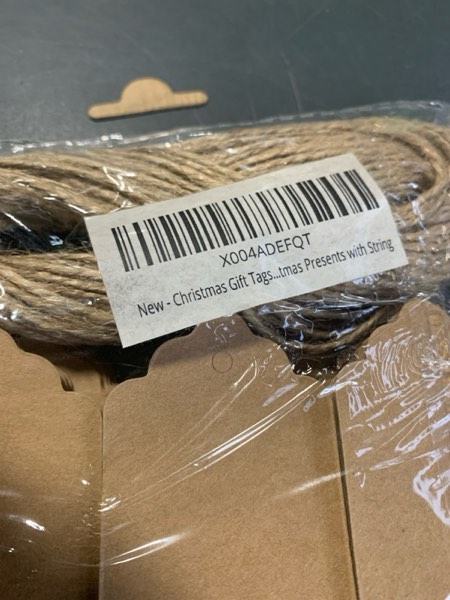 X004ADEFQT
New - Christmas Gift Tags...tmas Presents with String